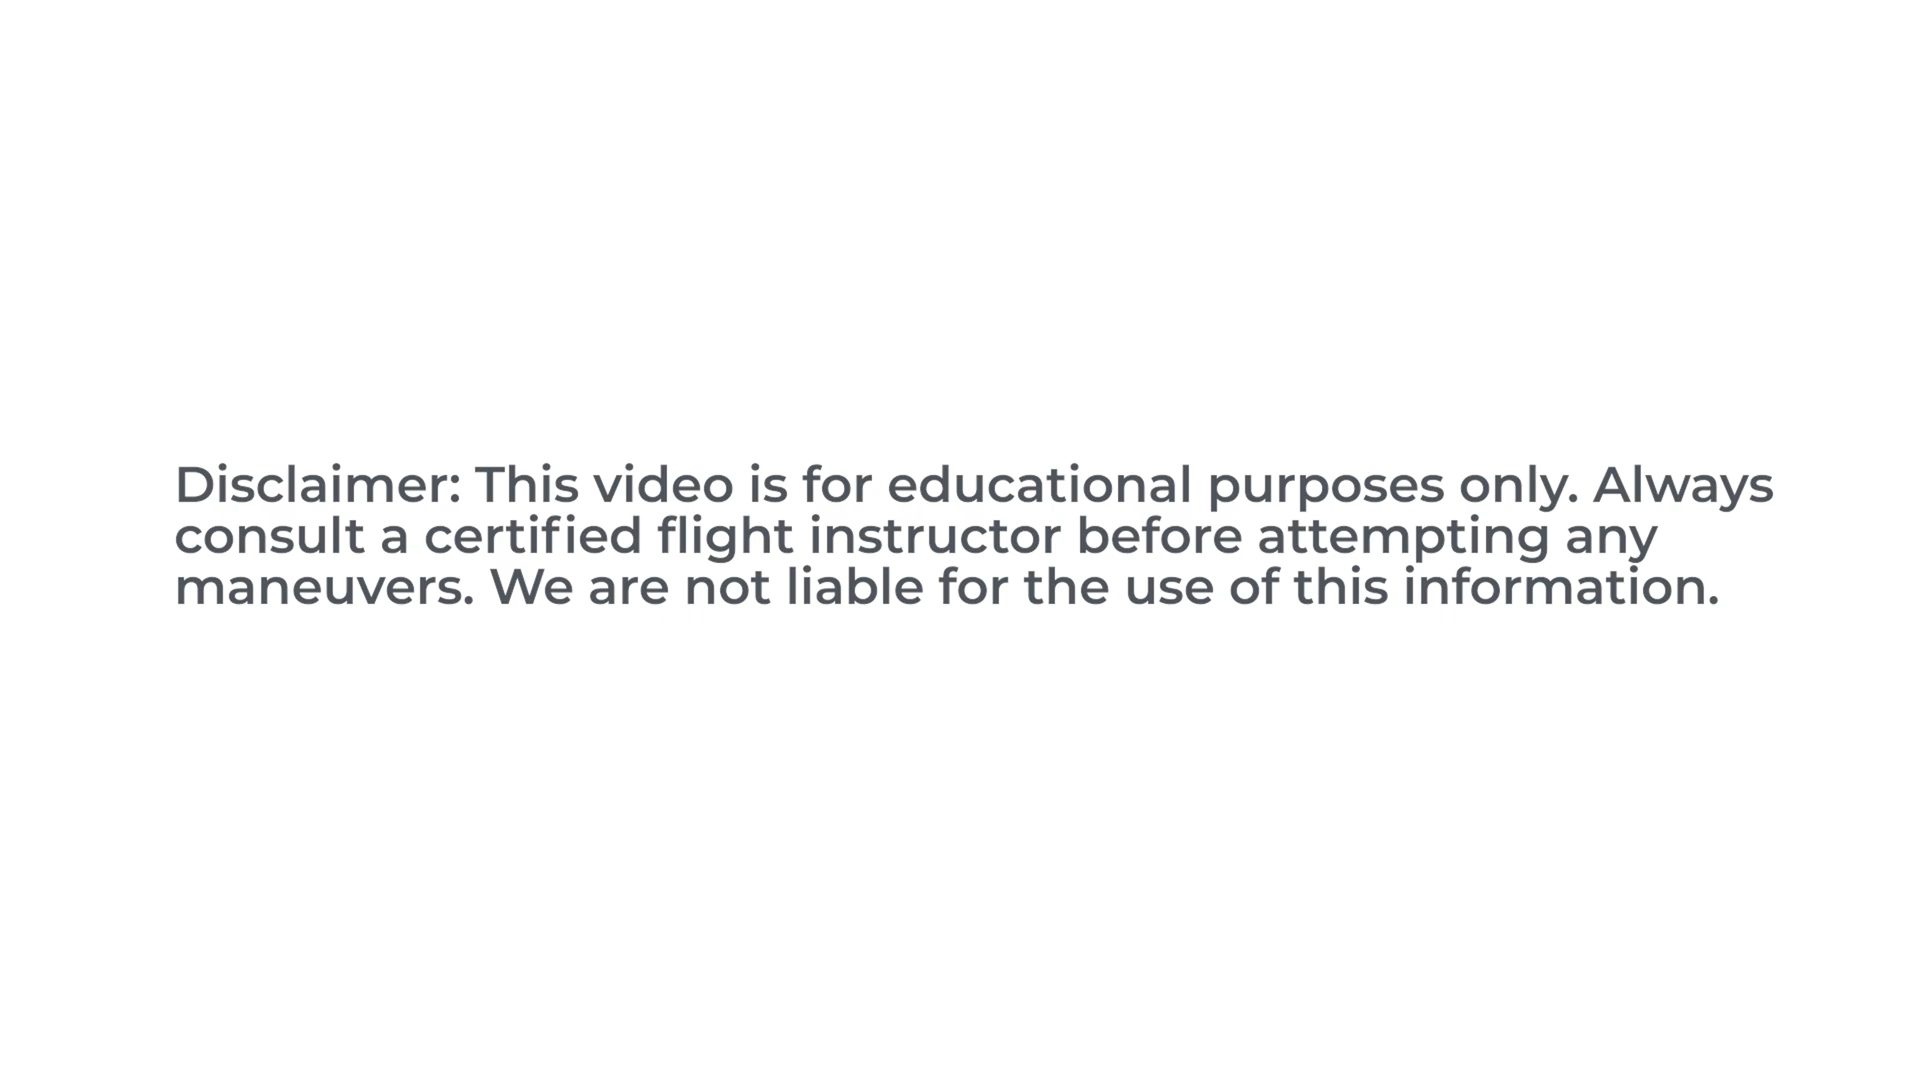 Disclaimer: This video is for educational purposes only. Always
consult a certified flight instructor before attempting any
maneuvers. We are not liable for the use of this information.